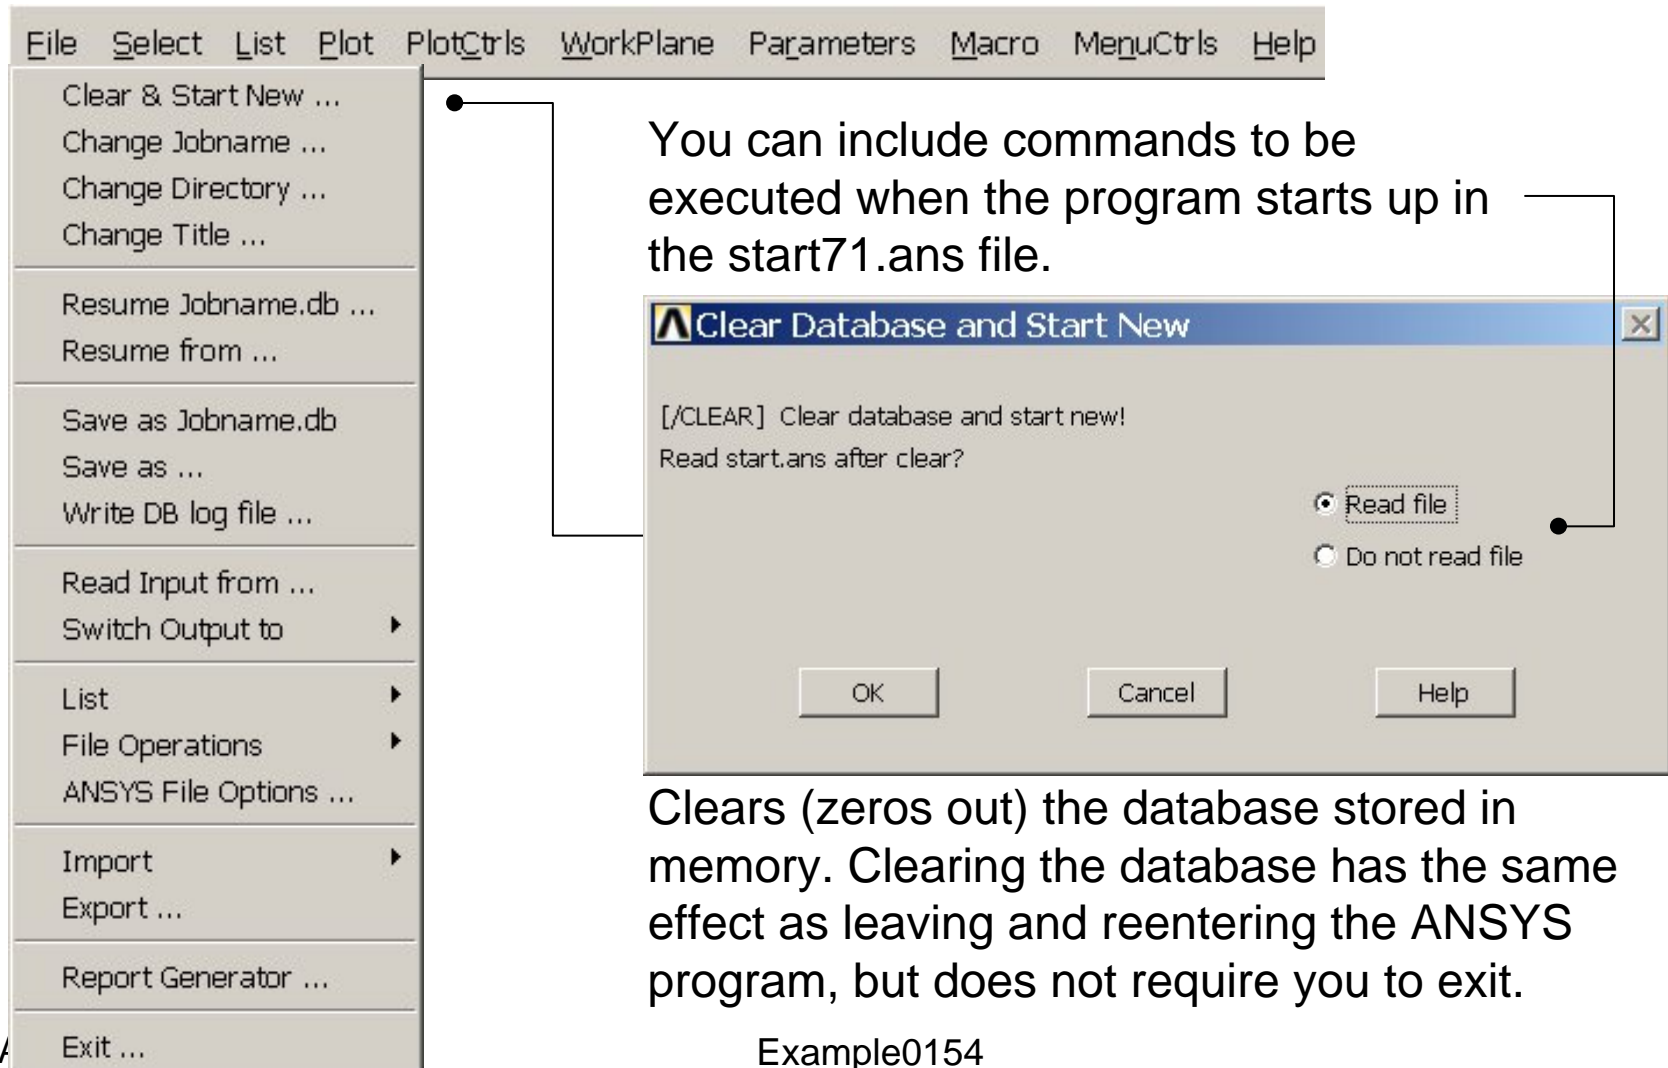 File Select List Plot PlotCtrls WorkPlane Parameters Macro MenuCtrls Help
Clear & Start New ...
Change Jobname ...
Change Directory ...
Change Title ...
Resume Jobname.db ...
Resume from ...
Save as Jobname.db
Save as ...
Write DB log file ...
Read Input from ...
Switch Output to
List
File Operations
ANSYS File Options ...
Import
Export ...
Report Generator ...
Exit ...
You can include commands to be
executed when the program starts up in
the start71.ans file.
Clear Database and Start New
[/CLEAR] Clear database and start new!
Read start.ans after clear?
Read file
Do not read file
OK Cancel Help
Clears (zeros out) the database stored in
memory. Clearing the database has the same
effect as leaving and reentering the ANSYS
program, but does not require you to exit.
Example0154